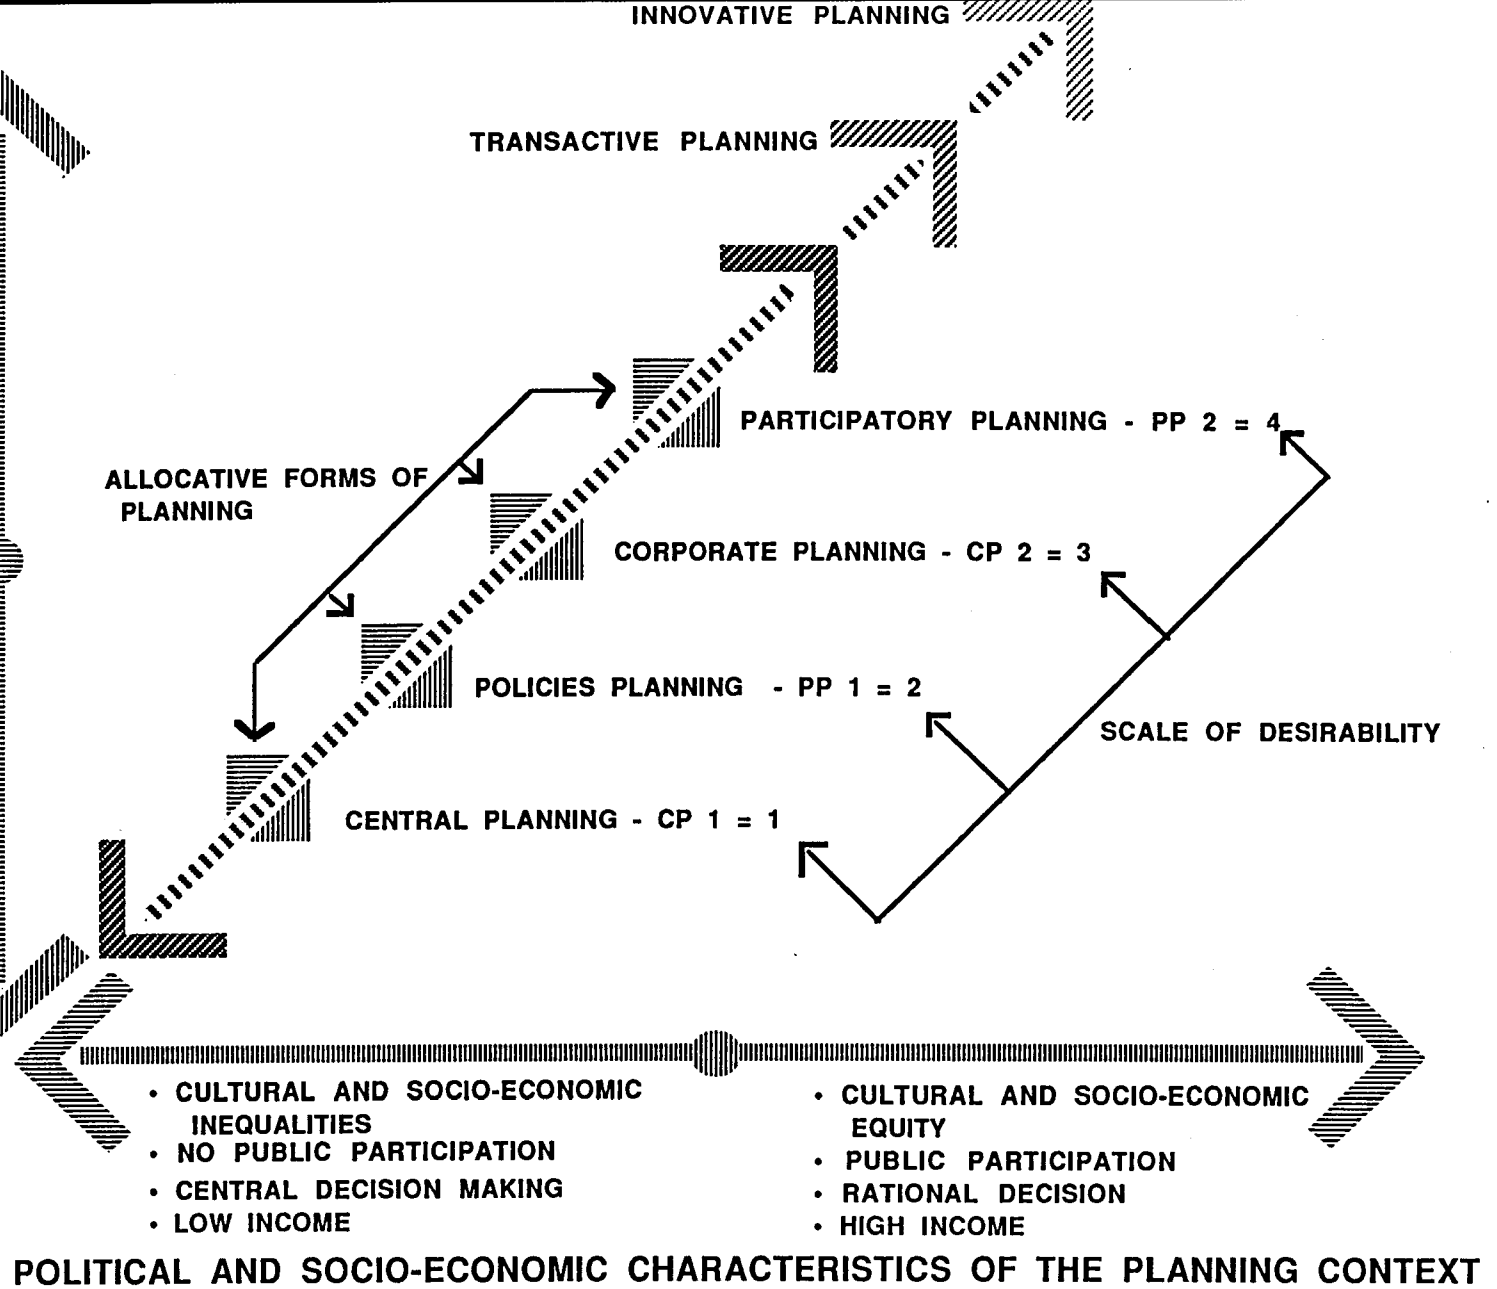 INNOVATIVE PLANNING
TRANSACTIVE PLANNING
PARTICIPATORY PLANNING - PP 2 = 4
ALLOCATIVE FORMS OF
PLANNING
CORPORATE PLANNING - CP 2 = 3
POLICIES PLANNING - PP 1 = 2
SCALE OF DESIRABILITY
CENTRAL PLANNING - CP 1 = 1
• CULTURAL AND SOCIO-ECONOMIC
INEQUALITIES
• NO PUBLIC PARTICIPATION
• CENTRAL DECISION MAKING
• LOW INCOME
• CULTURAL AND SOCIO-ECONOMIC
EQUITY
• PUBLIC PARTICIPATION
• RATIONAL DECISION
• HIGH INCOME
POLITICAL AND SOCIO-ECONOMIC CHARACTERISTICS OF THE PLANNING CONTEXT